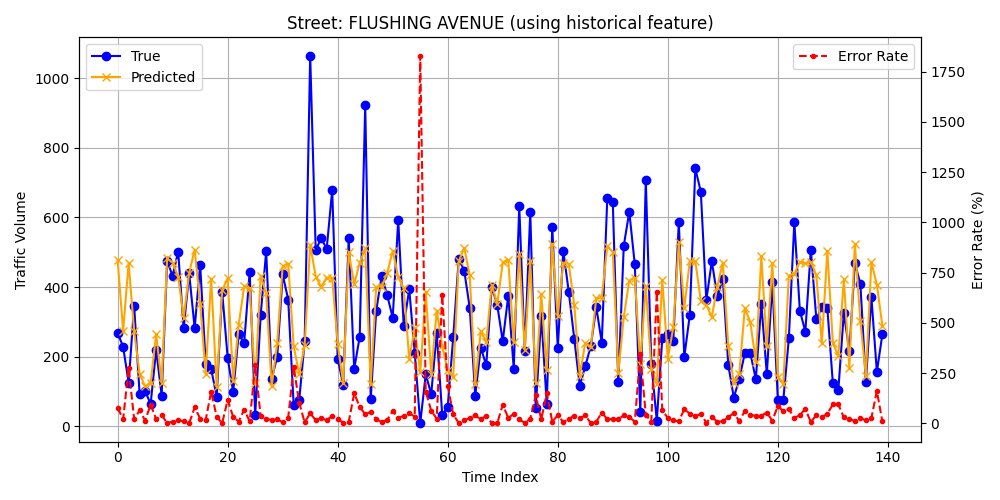 Street: FLUSHING AVENUE (using historical feature)
True
Predicted
Error Rate
1000
800
600
400
200
0
Traffic Volume
1750
1500
1250
1000
750
500
250
0
Error Rate (%)
0 20 40 60 80 100 120 140
Time Index